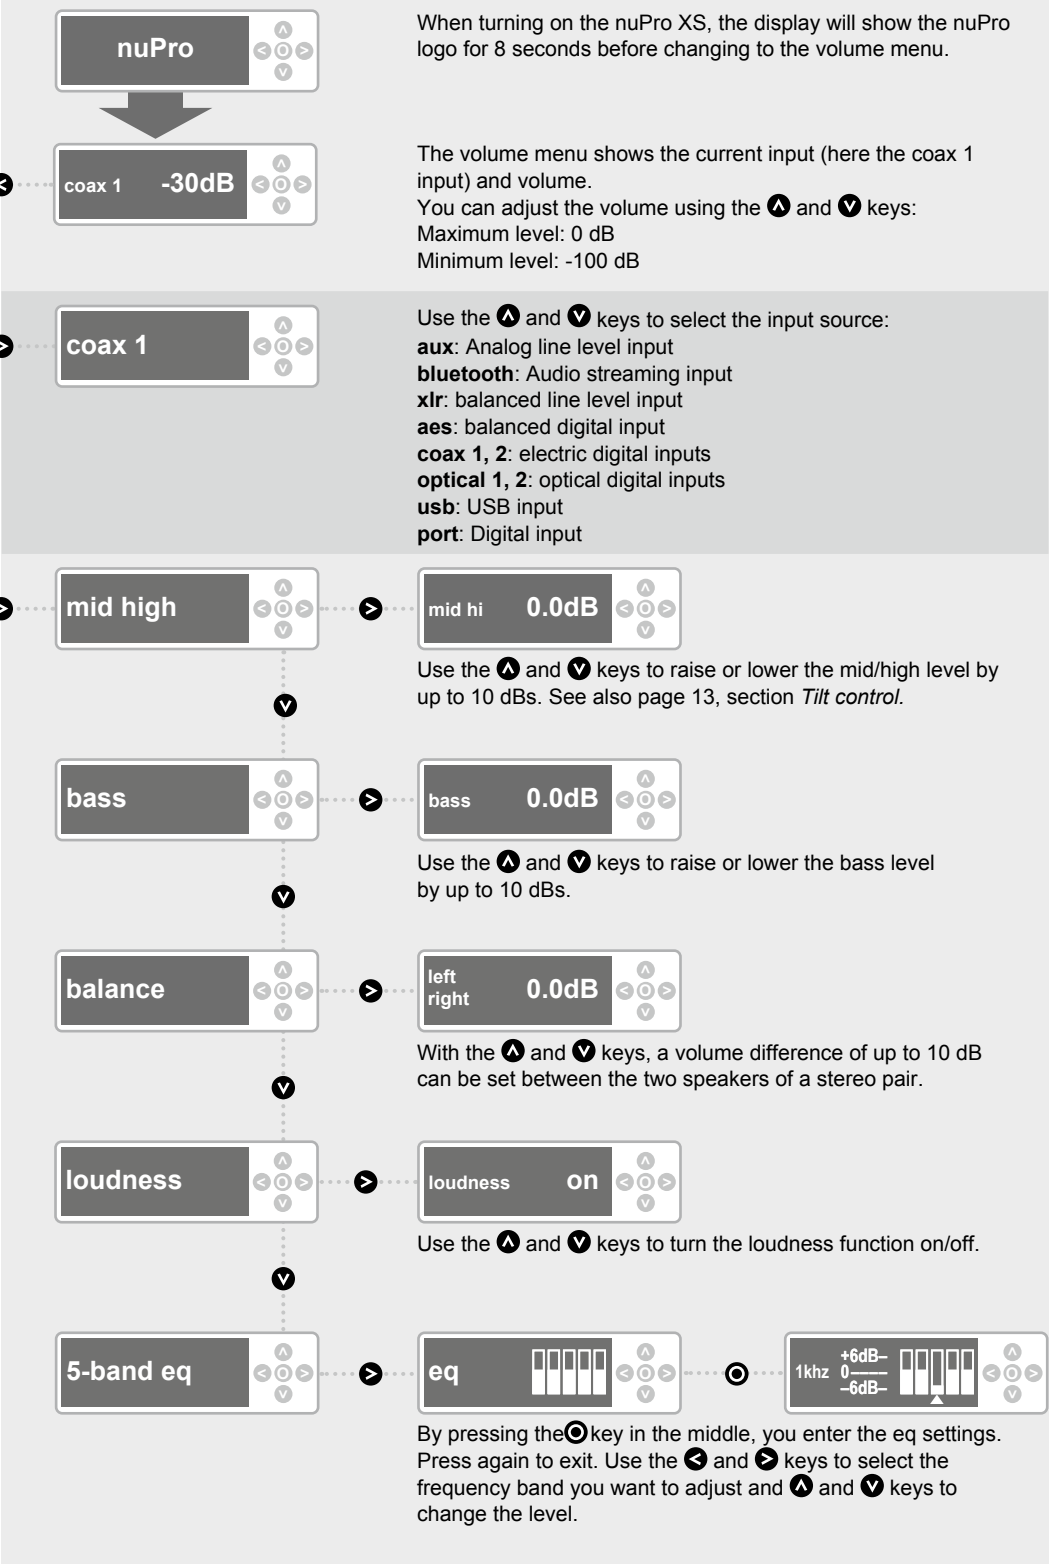 nuPro
When turning on the nuPro XS, the display will show the nuPro
logo for 8 seconds before changing to the volume menu.
coax 1 -30dB
The volume menu shows the current input (here the coax 1
input) and volume.
You can adjust the volume using the and keys:
Maximum level: 0 dB
Minimum level: -100 dB
coax 1
Use the and keys to select the input source:
aux: Analog line level input
bluetooth: Audio streaming input
xlr: balanced line level input
aes: balanced digital input
coax 1, 2: electric digital inputs
optical 1, 2: optical digital inputs
usb: USB input
port: Digital input
mid high
mid hi 0.0dB
Use the and keys to raise or lower the mid/high level by
up to 10 dBs. See also page 13, section Tilt control.
bass
bass 0.0dB
Use the and keys to raise or lower the bass level
by up to 10 dBs.
balance
left
right 0.0dB
With the and keys, a volume difference of up to 10 dB
can be set between the two speakers of a stereo pair.
loudness
loudness on
Use the and keys to turn the loudness function on/off.
5-band eq
eq
+6dB–
1khz 0––––
–6dB–
By pressing the key in the middle, you enter the eq settings.
Press again to exit. Use the and keys to select the
frequency band you want to adjust and and keys to
change the level.